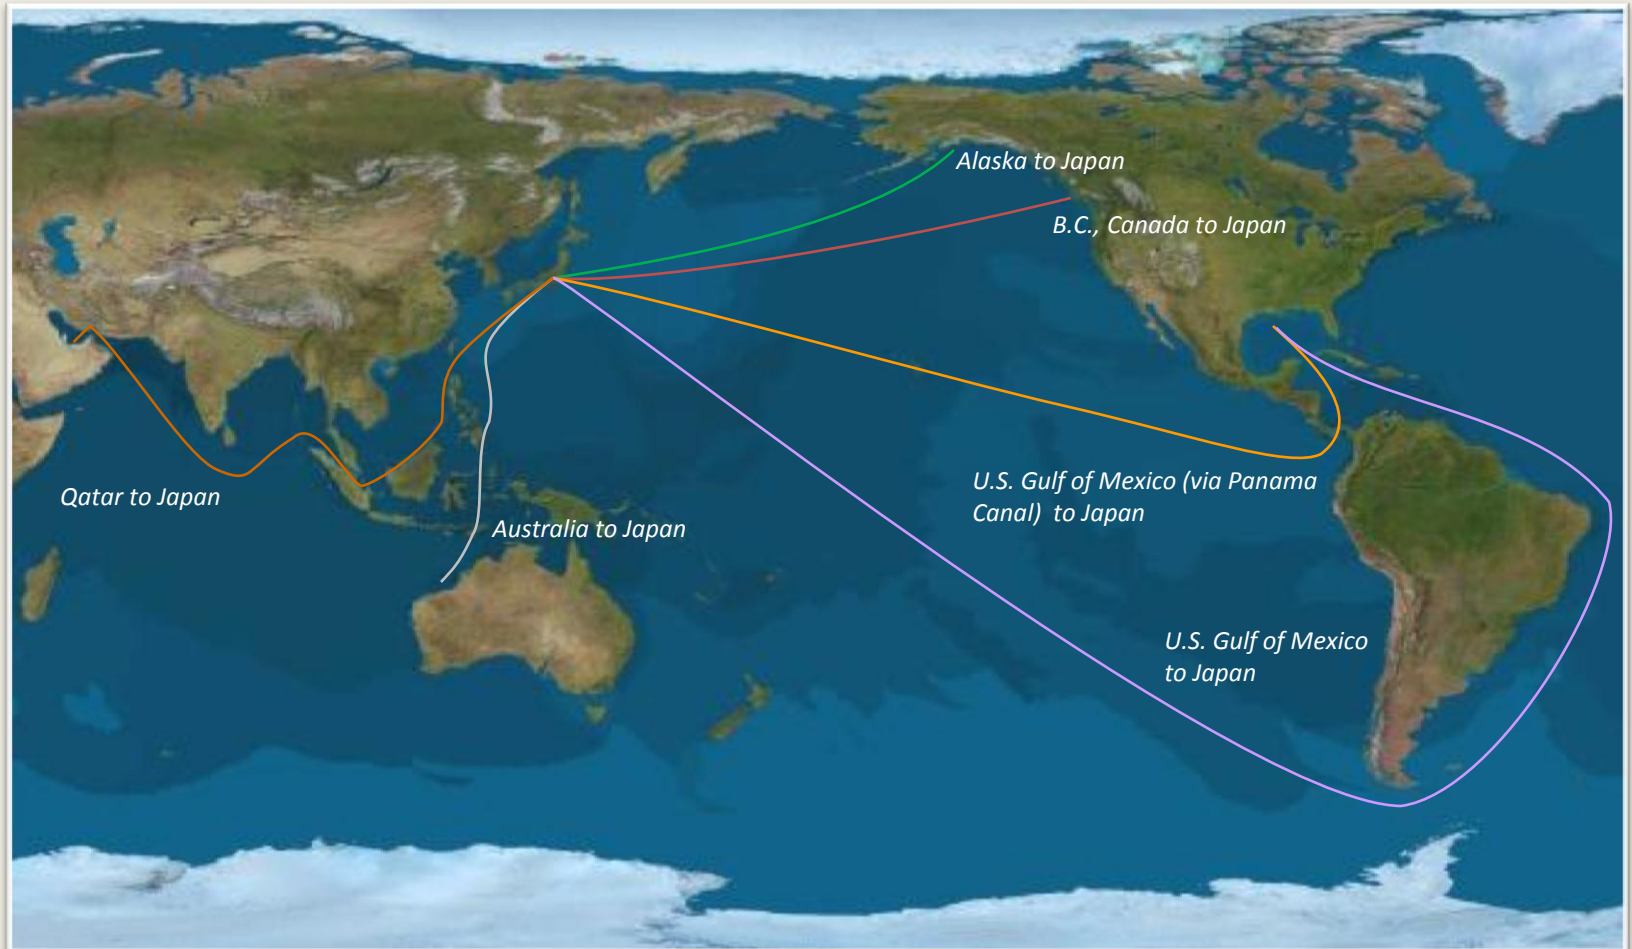 Alaska to Japan
B.C., Canada to Japan
U.S. Gulf of Mexico (via Panama
Canal)  to Japan
Qatar to Japan
Australia to Japan
U.S. Gulf of Mexico
to Japan